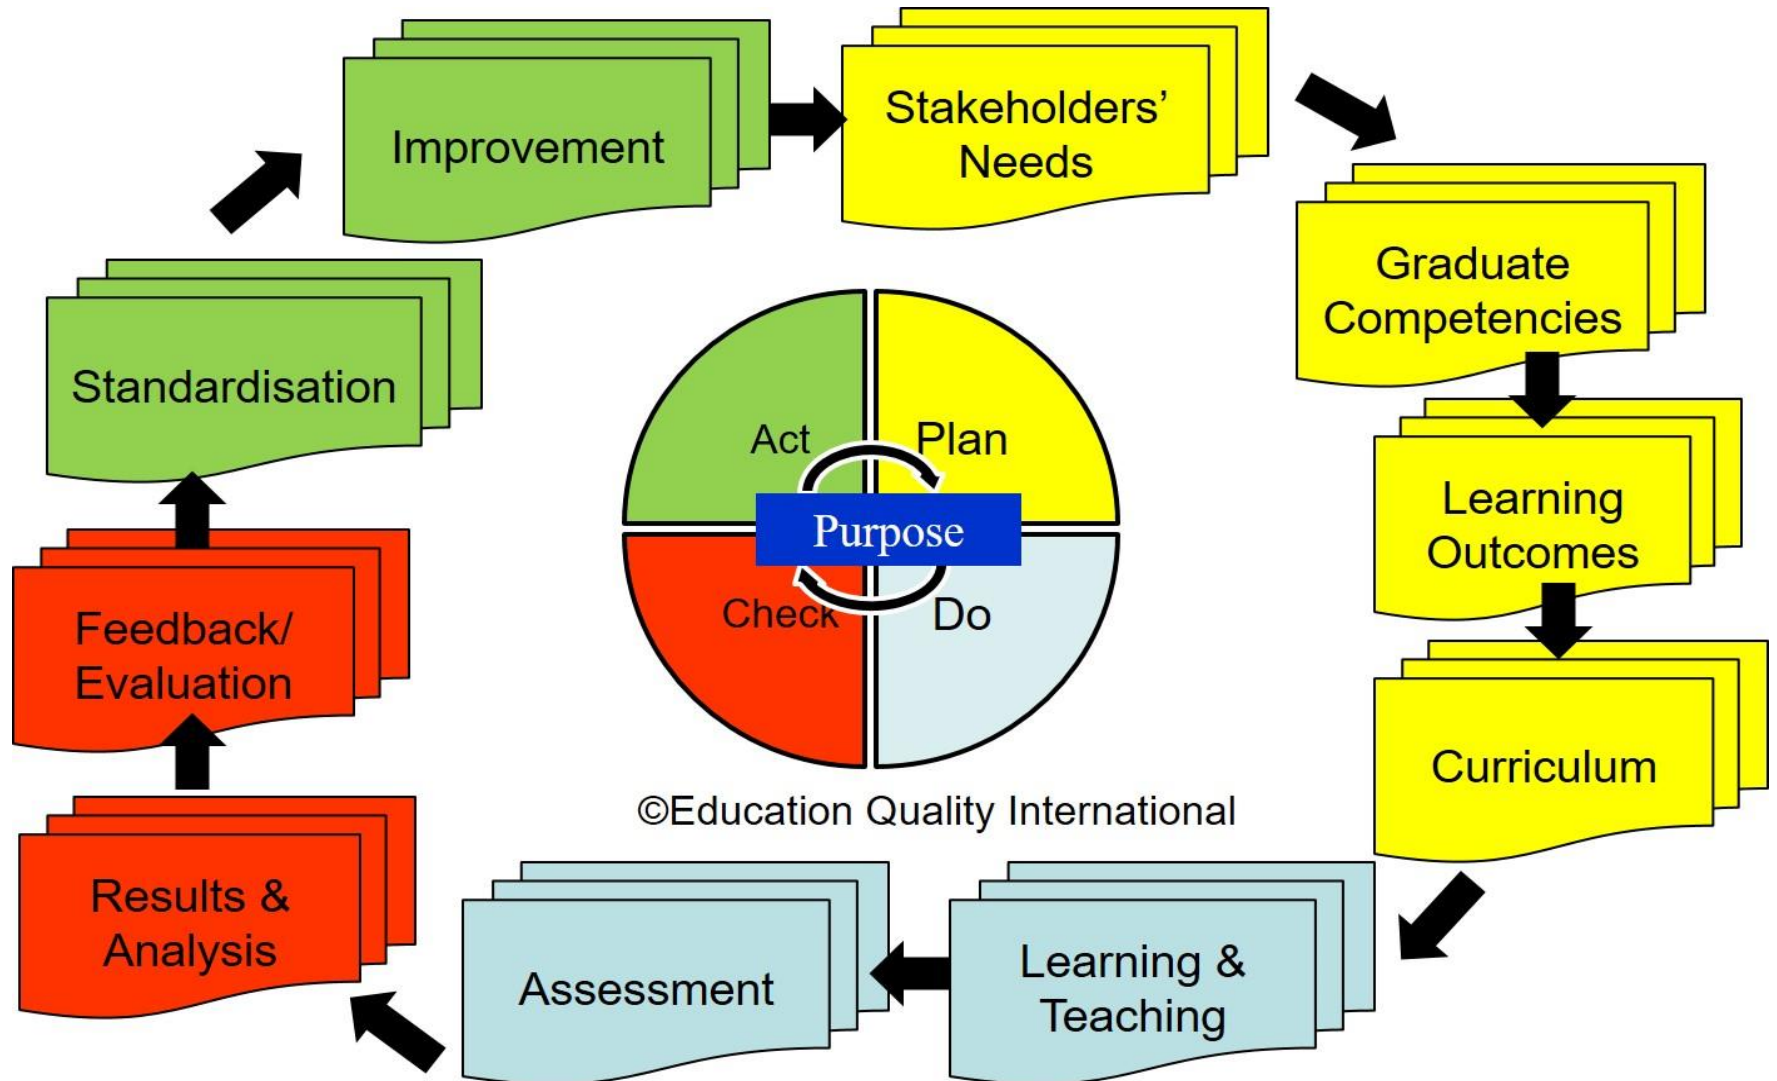 Improvement
Stakeholders’
Needs
Graduate
Competencies
Learning
Outcomes
Curriculum
Learning &
Teaching
Assessment
Results &
Analysis
Feedback/
Evaluation
Standardisation
Act
Plan
Purpose
Check
Do
©Education Quality International